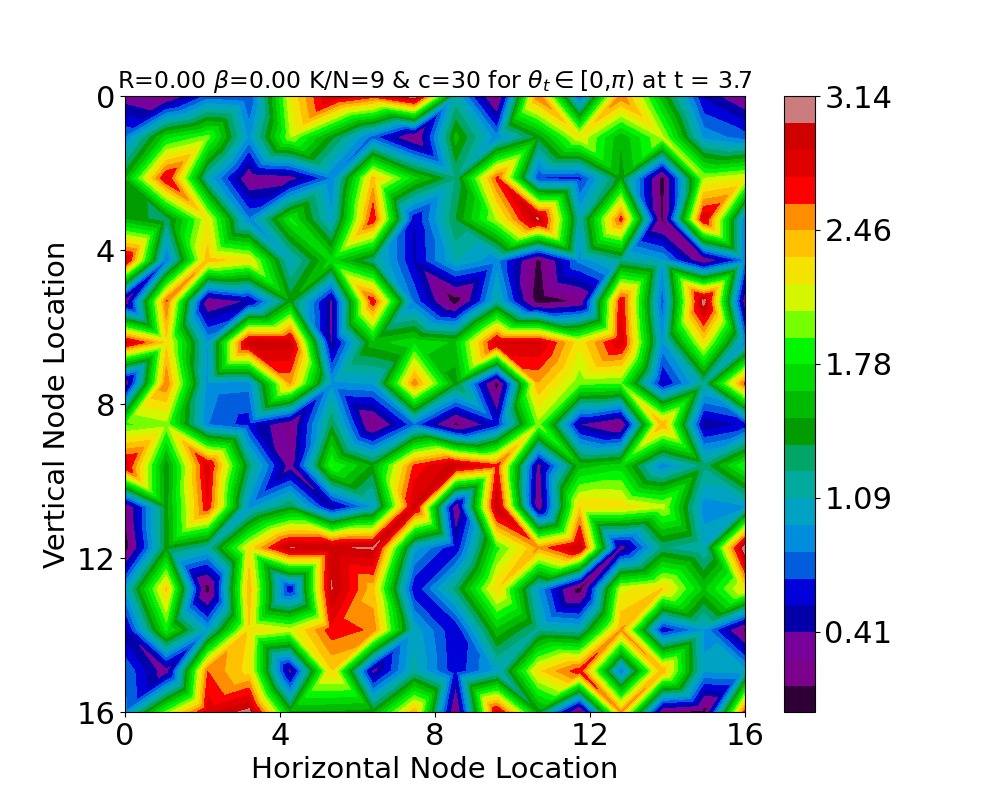 R=0.00 β=0.00 K/N=9 & c=30 for θₜ∈[0,π) at t = 3.7
0
4
8
12
16
0 4 8 12 16
Vertical Node Location
Horizontal Node Location
3.14
2.46
1.78
1.09
0.41